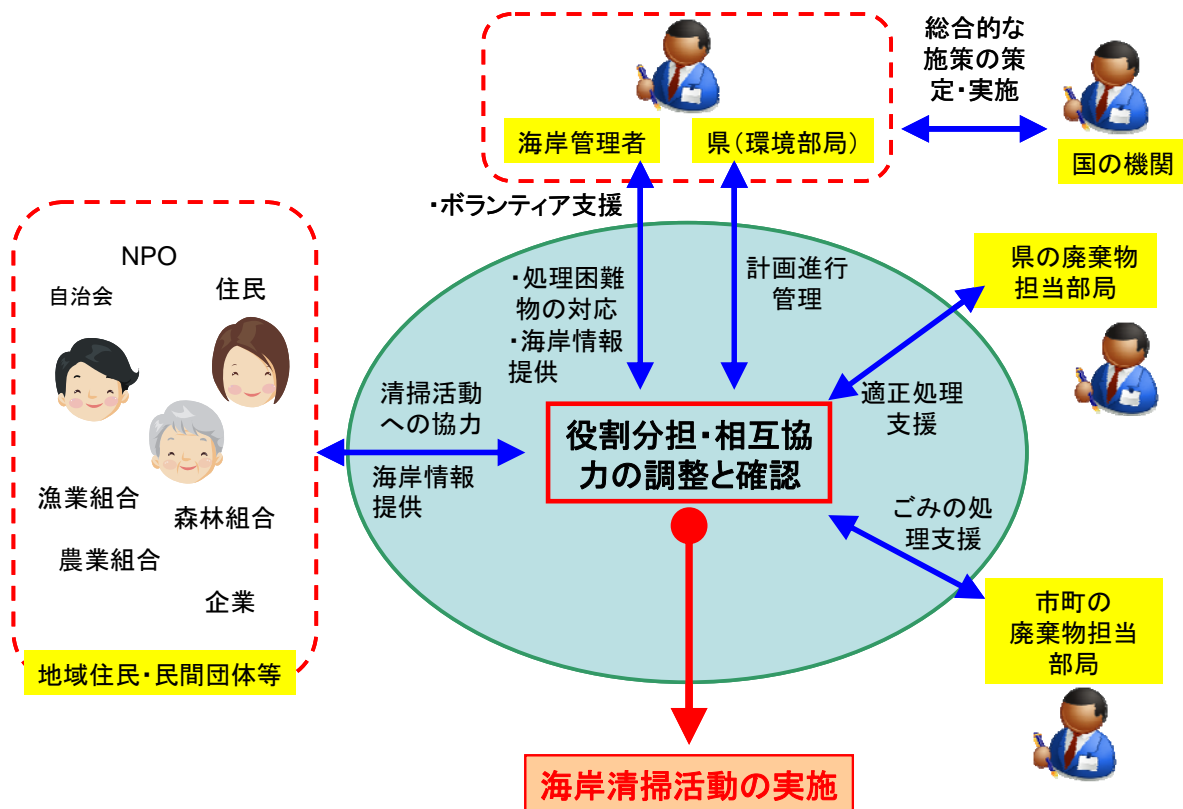 総合的な
施策の策
定・実施
海岸管理者
県(環境部局)
国の機関
・ボランティア支援
NPO
自治会
住民
漁業組合
森林組合
農業組合
企業
地域住民・民間団体等
・処理困難
物の対応
・海岸情報
提供
計画進行
管理
県の廃棄物
担当部局
清掃活動
への協力
海岸情報
提供
適正処理
支援
役割分担・相互協
力の調整と確認
ごみの処
理支援
市町の
廃棄物担当
部局
海岸清掃活動の実施